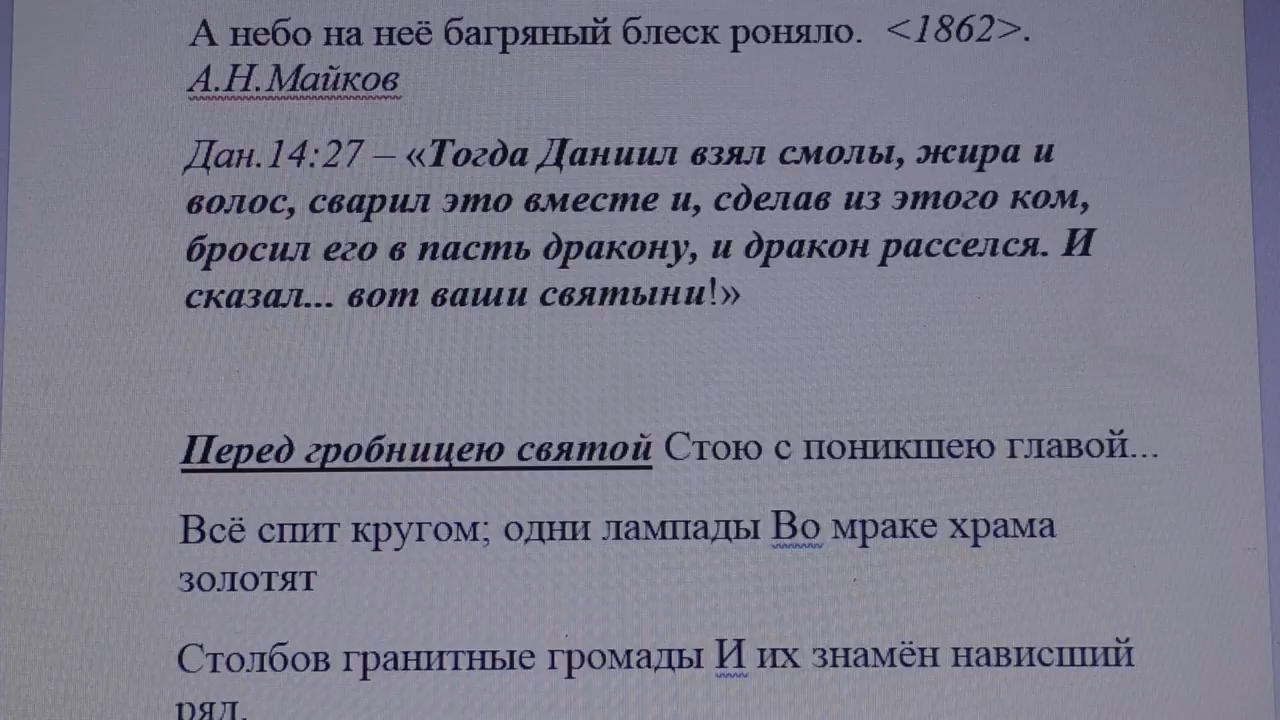 А небо на неё багряный блеск роняло. <1862>.
А.Н.Майков
Дан.14:27 – «Тогда Даниил взял смолы, жира и
волос, сварил это вместе и, сделав из этого ком,
бросил его в пасть дракону, и дракон расселся. И
сказал... вот ваши святыни!»
Перед гробницею святой Стою с поникшею главой...
Всё спит кругом; одни лампады Во мраке храма
золотят
Столбов гранитные громады И их знамён нависший
ряд.